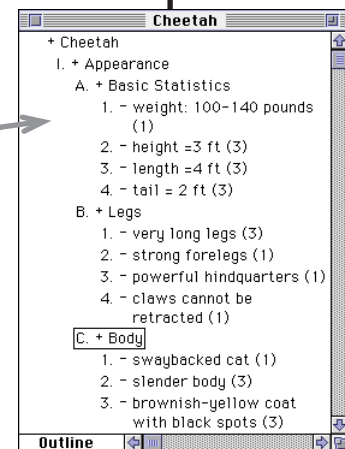 Cheetah
+ Cheetah
I. + Appearance
A. + Basic Statistics
1. - weight: 100-140 pounds
(1)
2. - height =3 ft (3)
3. - length =4 ft (3)
4. - tail = 2 ft (3)
B. + Legs
1. - very long legs (3)
2. - strong forelegs (1)
3. - powerful hindquarters (1)
4. - claws cannot be
retracted (1)
C. + Body
1. - swaybacked cat (1)
2. - slender body (3)
3. - brownish-yellow coat
with black spots (3)
Outline